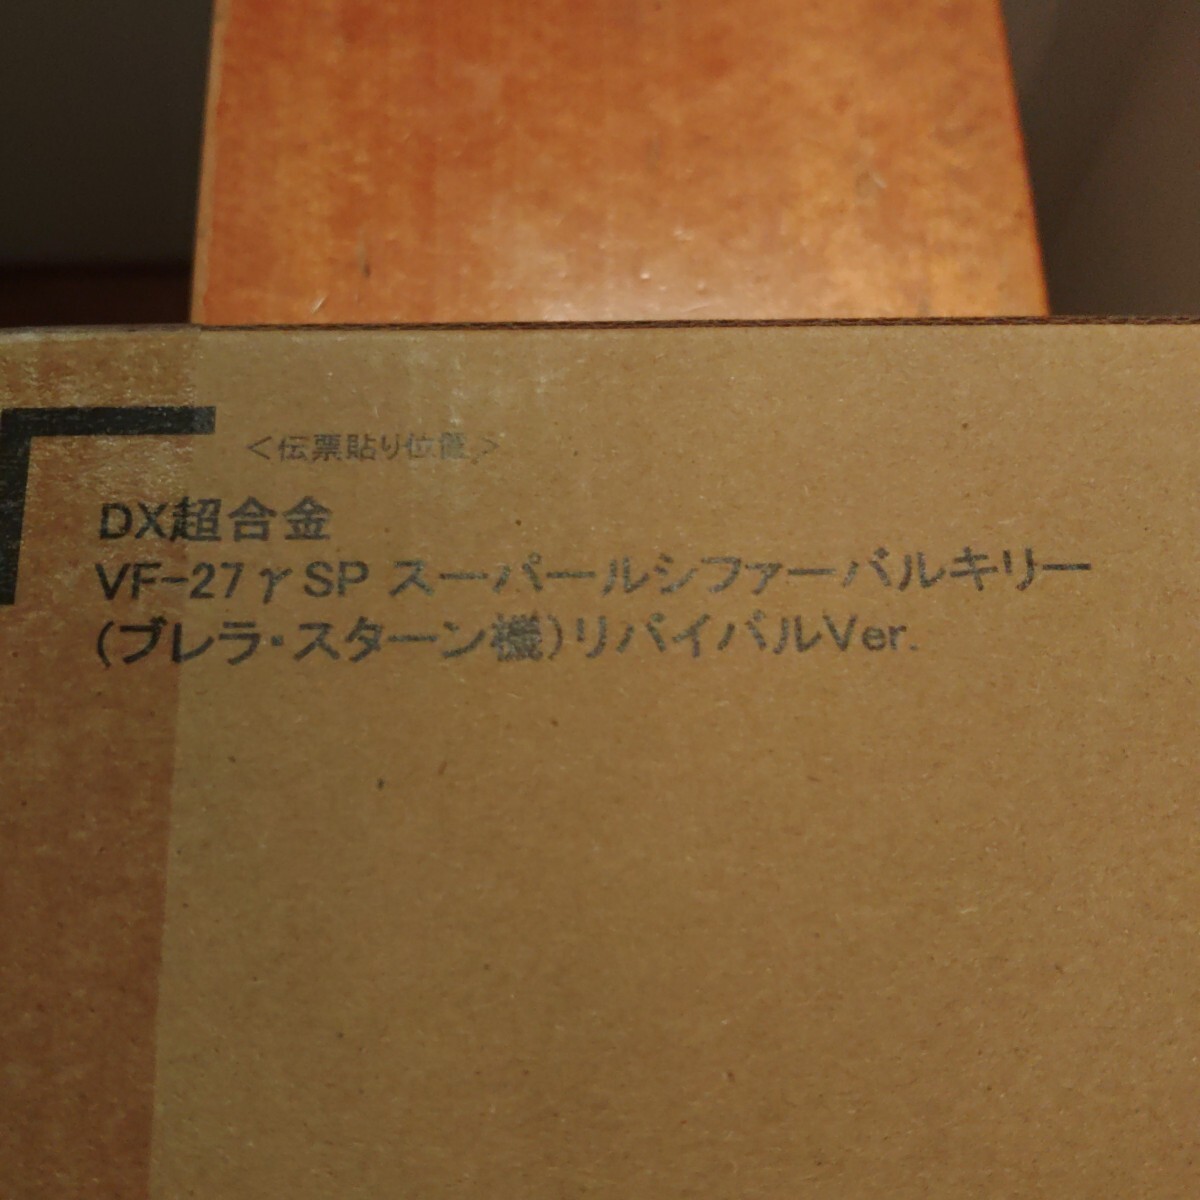 <伝票貼り位置>
DX超合金
VF-27γSP スーパールシファーバルキリー
(ブレラ・スターン機)リバイバルVer.